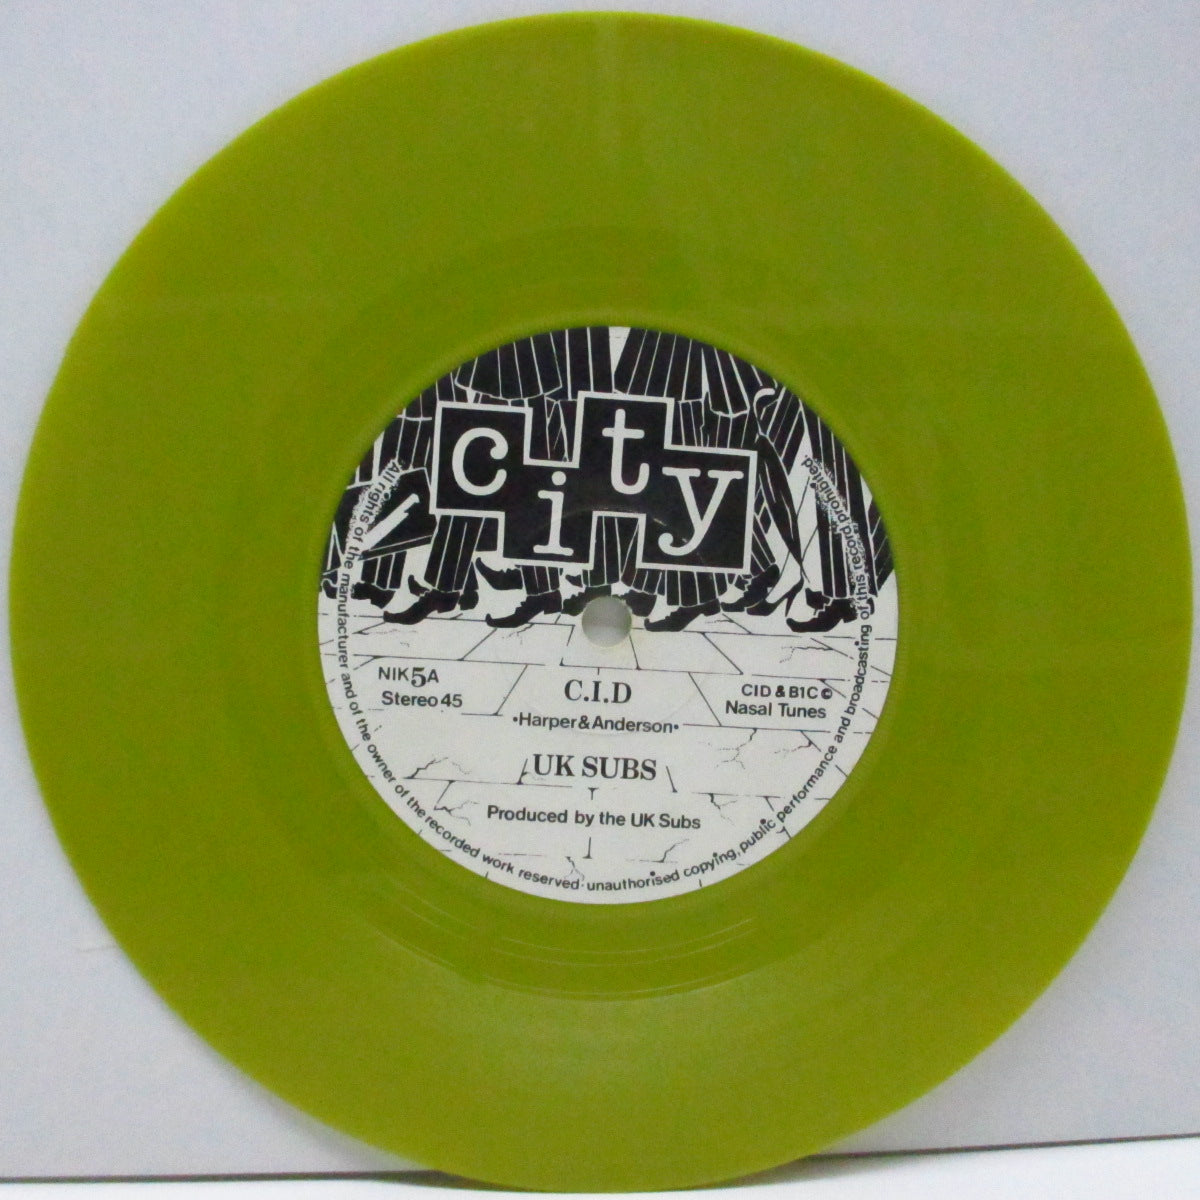 city
NIK5A
Stereo 45
C.I.D
•Harper & Anderson•
CID & B1C ©
Nasal Tunes
UK SUBS
Produced by the UK Subs
All rights of the manufacturer and of the owner of the recorded work reserved · unauthorised copying, public performance and broadcasting of this record prohibited.